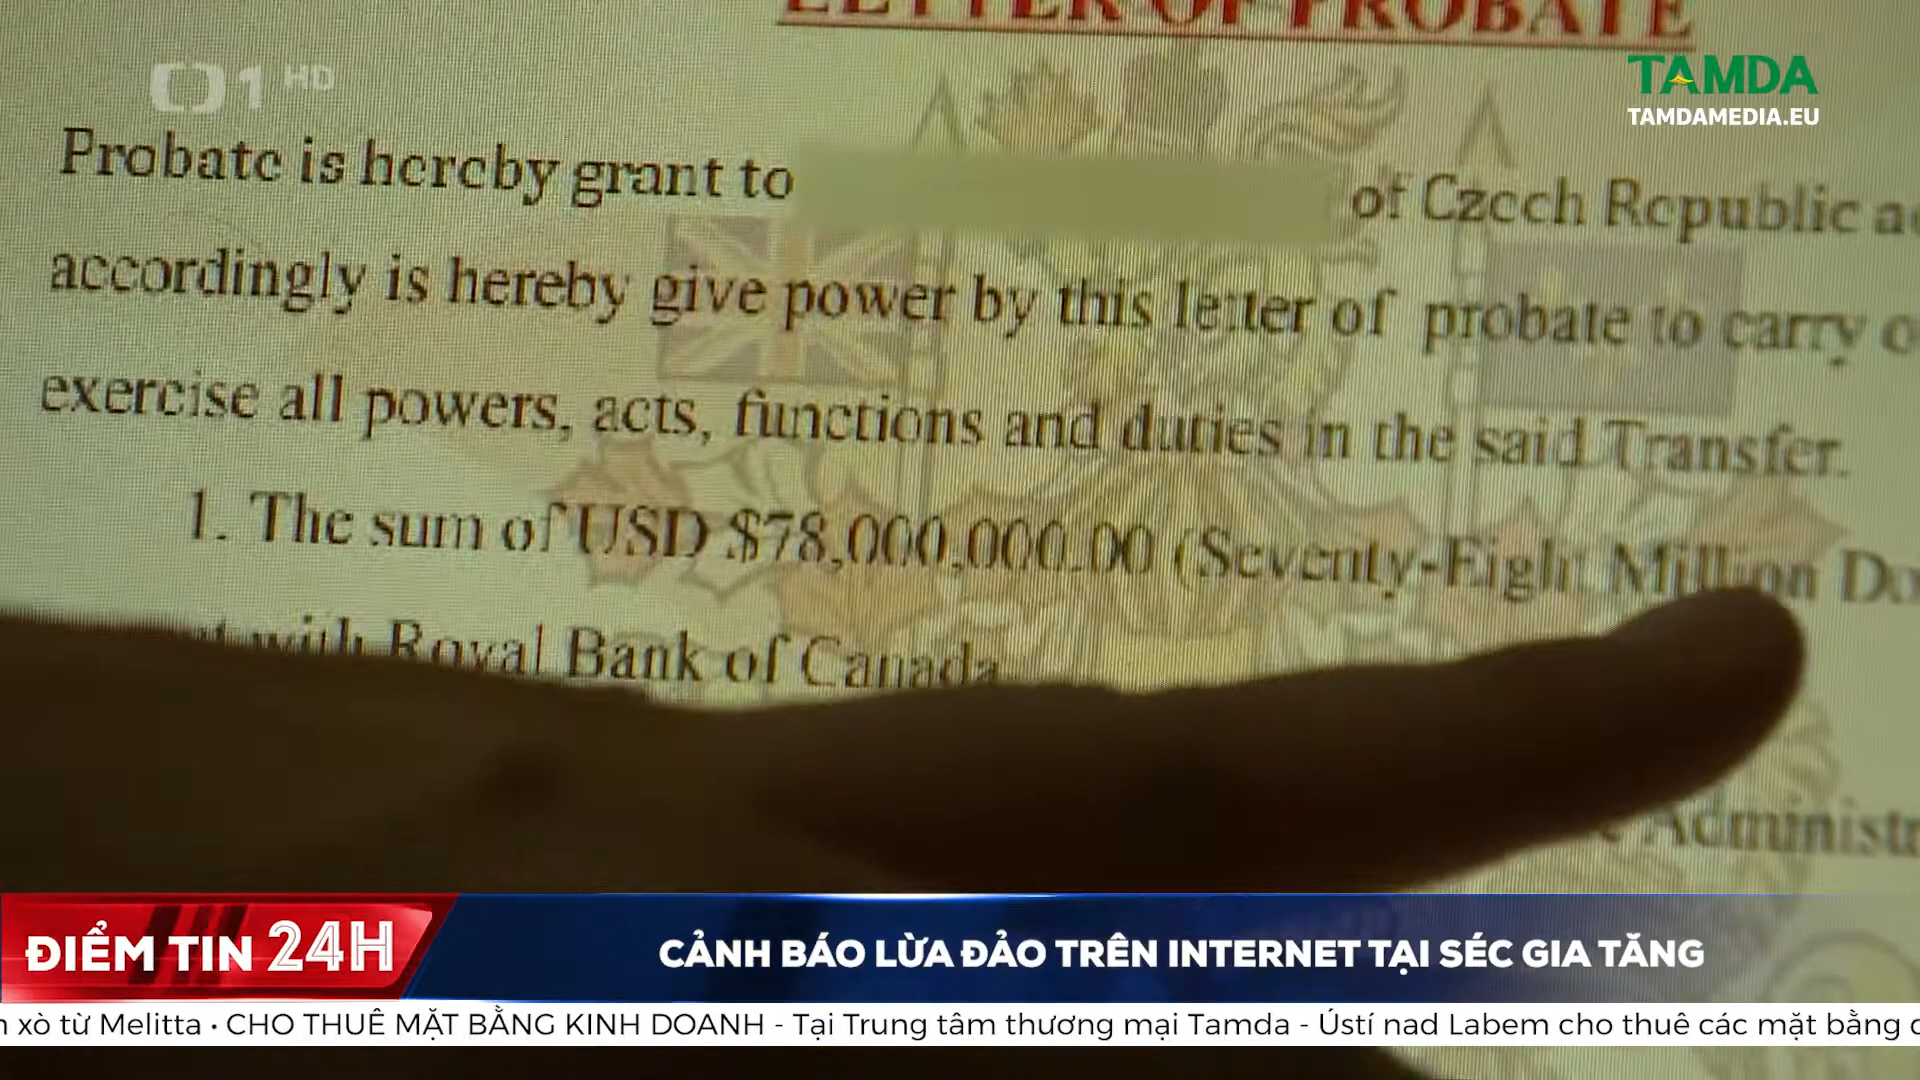 LETTER OF PROBATE
1 HD
TAMDA
TAMDAMEDIA.EU
Probate is hereby grant to
of Czech Republic
accordingly is hereby give power by this letter of probate to carry
exercise all powers, acts, functions and duties in the said Transfer.
1. The sum of USD $78,000,000.00 (Seventy-Eight Million
with Royal Bank of Canada
ĐIỂM TIN 24H
CẢNH BÁO LỪA ĐẢO TRÊN INTERNET TẠI SÉC GIA TĂNG
xò từ Melitta • CHO THUÊ MẶT BẰNG KINH DOANH - Tại Trung tâm thương mại Tamda - Ústí nad Labem cho thuê các mặt bằng